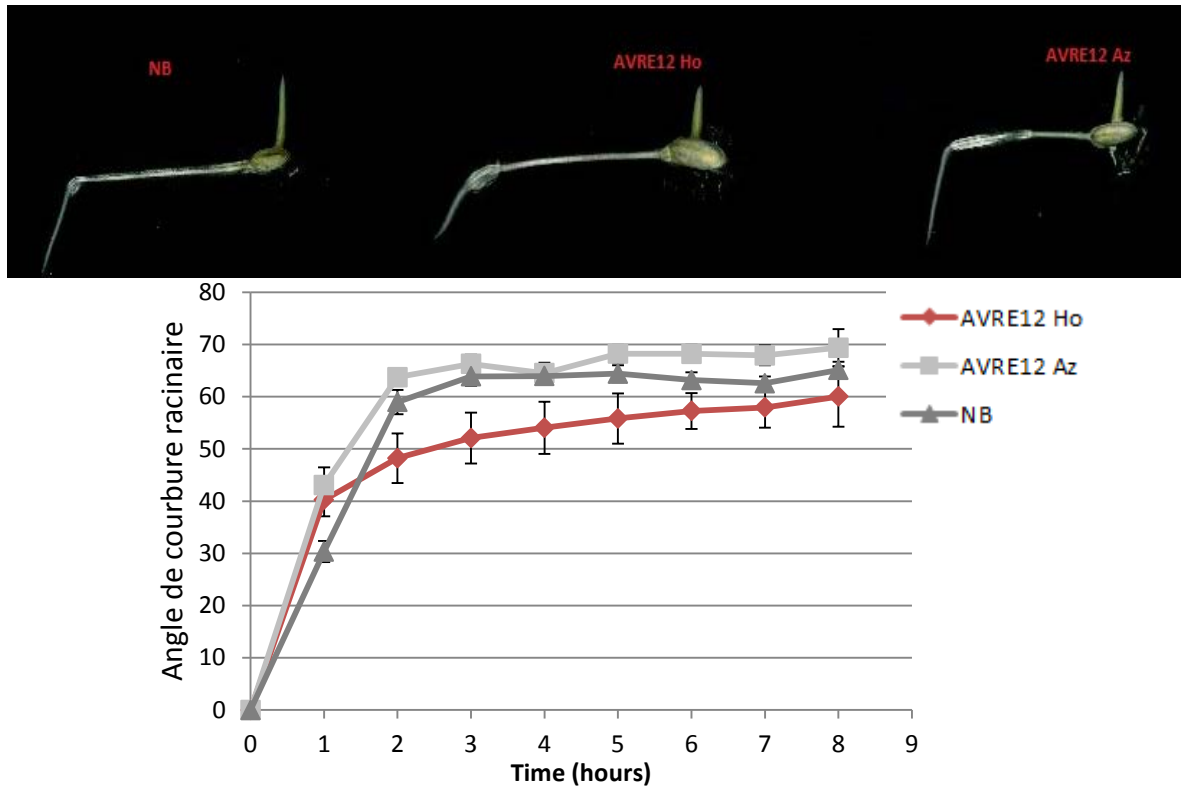 NB
AVRE12 Ho
AVRE12 Az
80
70
60
50
40
30
20
10
0
Angle de courbure racinaire
0 1 2 3 4 5 6 7 8 9
Time (hours)
AVRE12 Ho
AVRE12 Az
NB